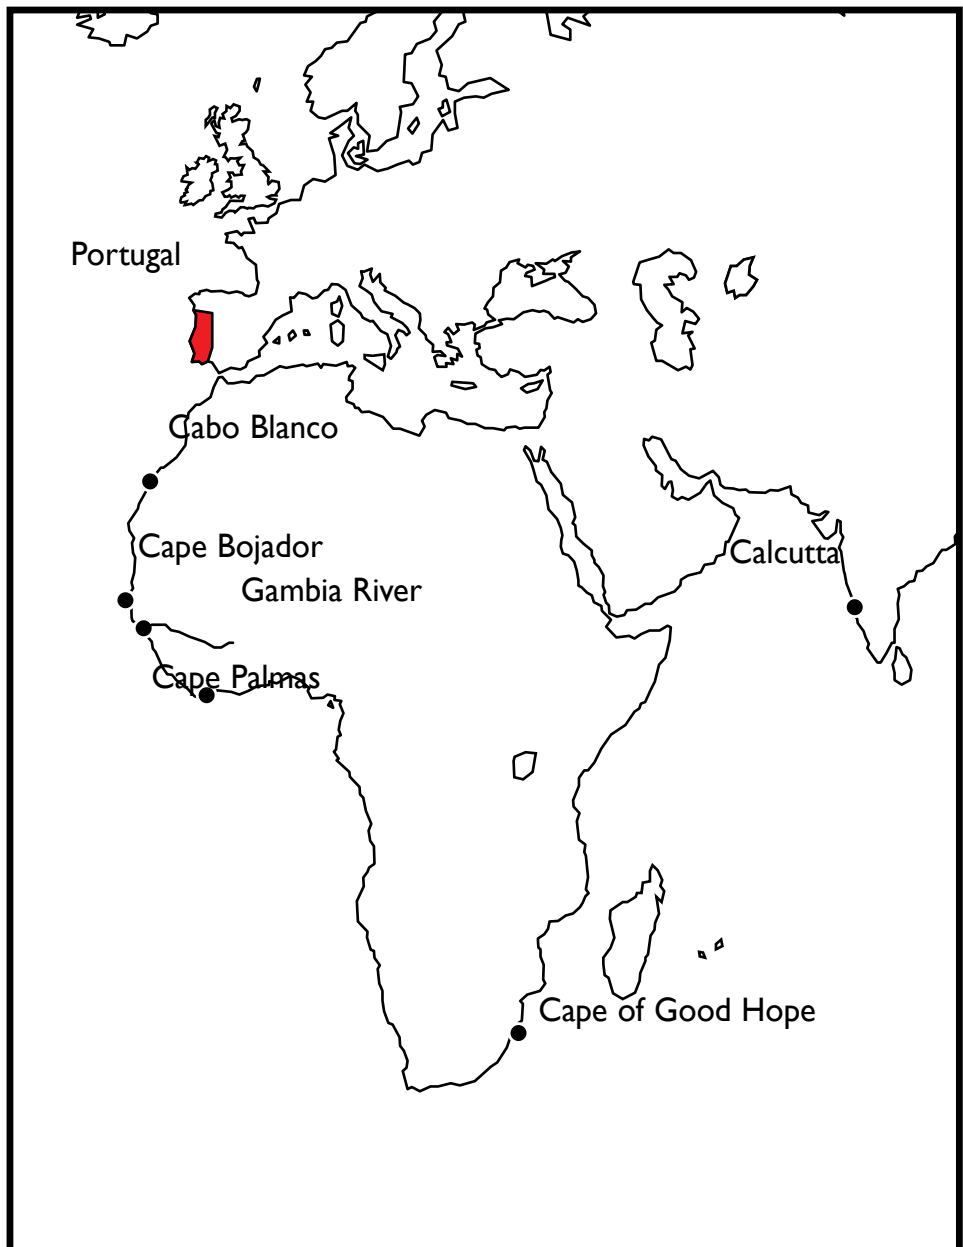 Portugal
Cabo Blanco
Cape Bojador
Calcutta
Gambia River
Cape Palmas
Cape of Good Hope